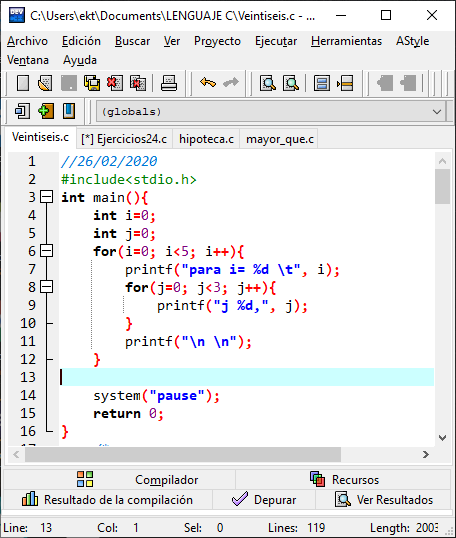 C:\Users\ekt\Documents\LENGUAJE C\Veintiseis.c - ...
Archivo Edición Buscar Ver Proyecto Ejecutar Herramientas AStyle
Ventana Ayuda
(globals)
Veintiseis.c [*] Ejercicios24.c hipoteca.c mayor_que.c
1 //26/02/2020
2 #include<stdio.h>
3 int main(){
4     int i=0;
5     int j=0;
6     for(i=0; i<5; i++){
7         printf("para i= %d \t", i);
8         for(j=0; j<3; j++){
9             printf("j %d,", j);
10         }
11         printf("\n \n");
12     }
13
14     system("pause");
15     return 0;
16 }
17 /*
Compilador Recursos
Resultado de la compilación Depurar Ver Resultados
Line: 13 Col: 1 Sel: 0 Lines: 119 Length: 2003